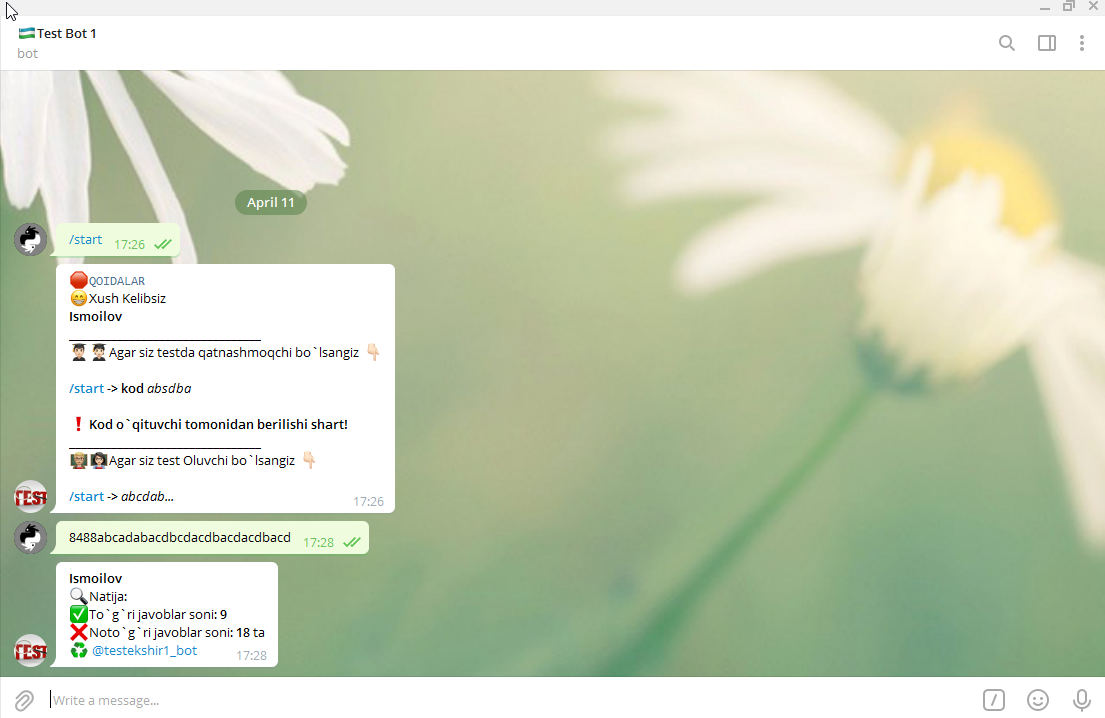 Test Bot 1
bot
April 11
/start 17:26
QOIDALAR
Xush Kelibsiz
Ismoilov
Agar siz testda qatnashmoqchi bo`lsangiz
/start -> kod absdba
❗ Kod o`qituvchi tomonidan berilishi shart!
Agar siz test Oluvchi bo`lsangiz
/start -> abcdab...
17:26
TEST
8488abcadabacdbcdacdbacdacdbacd 17:28
Ismoilov
Natija:
To`g`ri javoblar soni: 9
Noto`g`ri javoblar soni: 18 ta
@testekshir1_bot
17:28
TEST
Write a message...